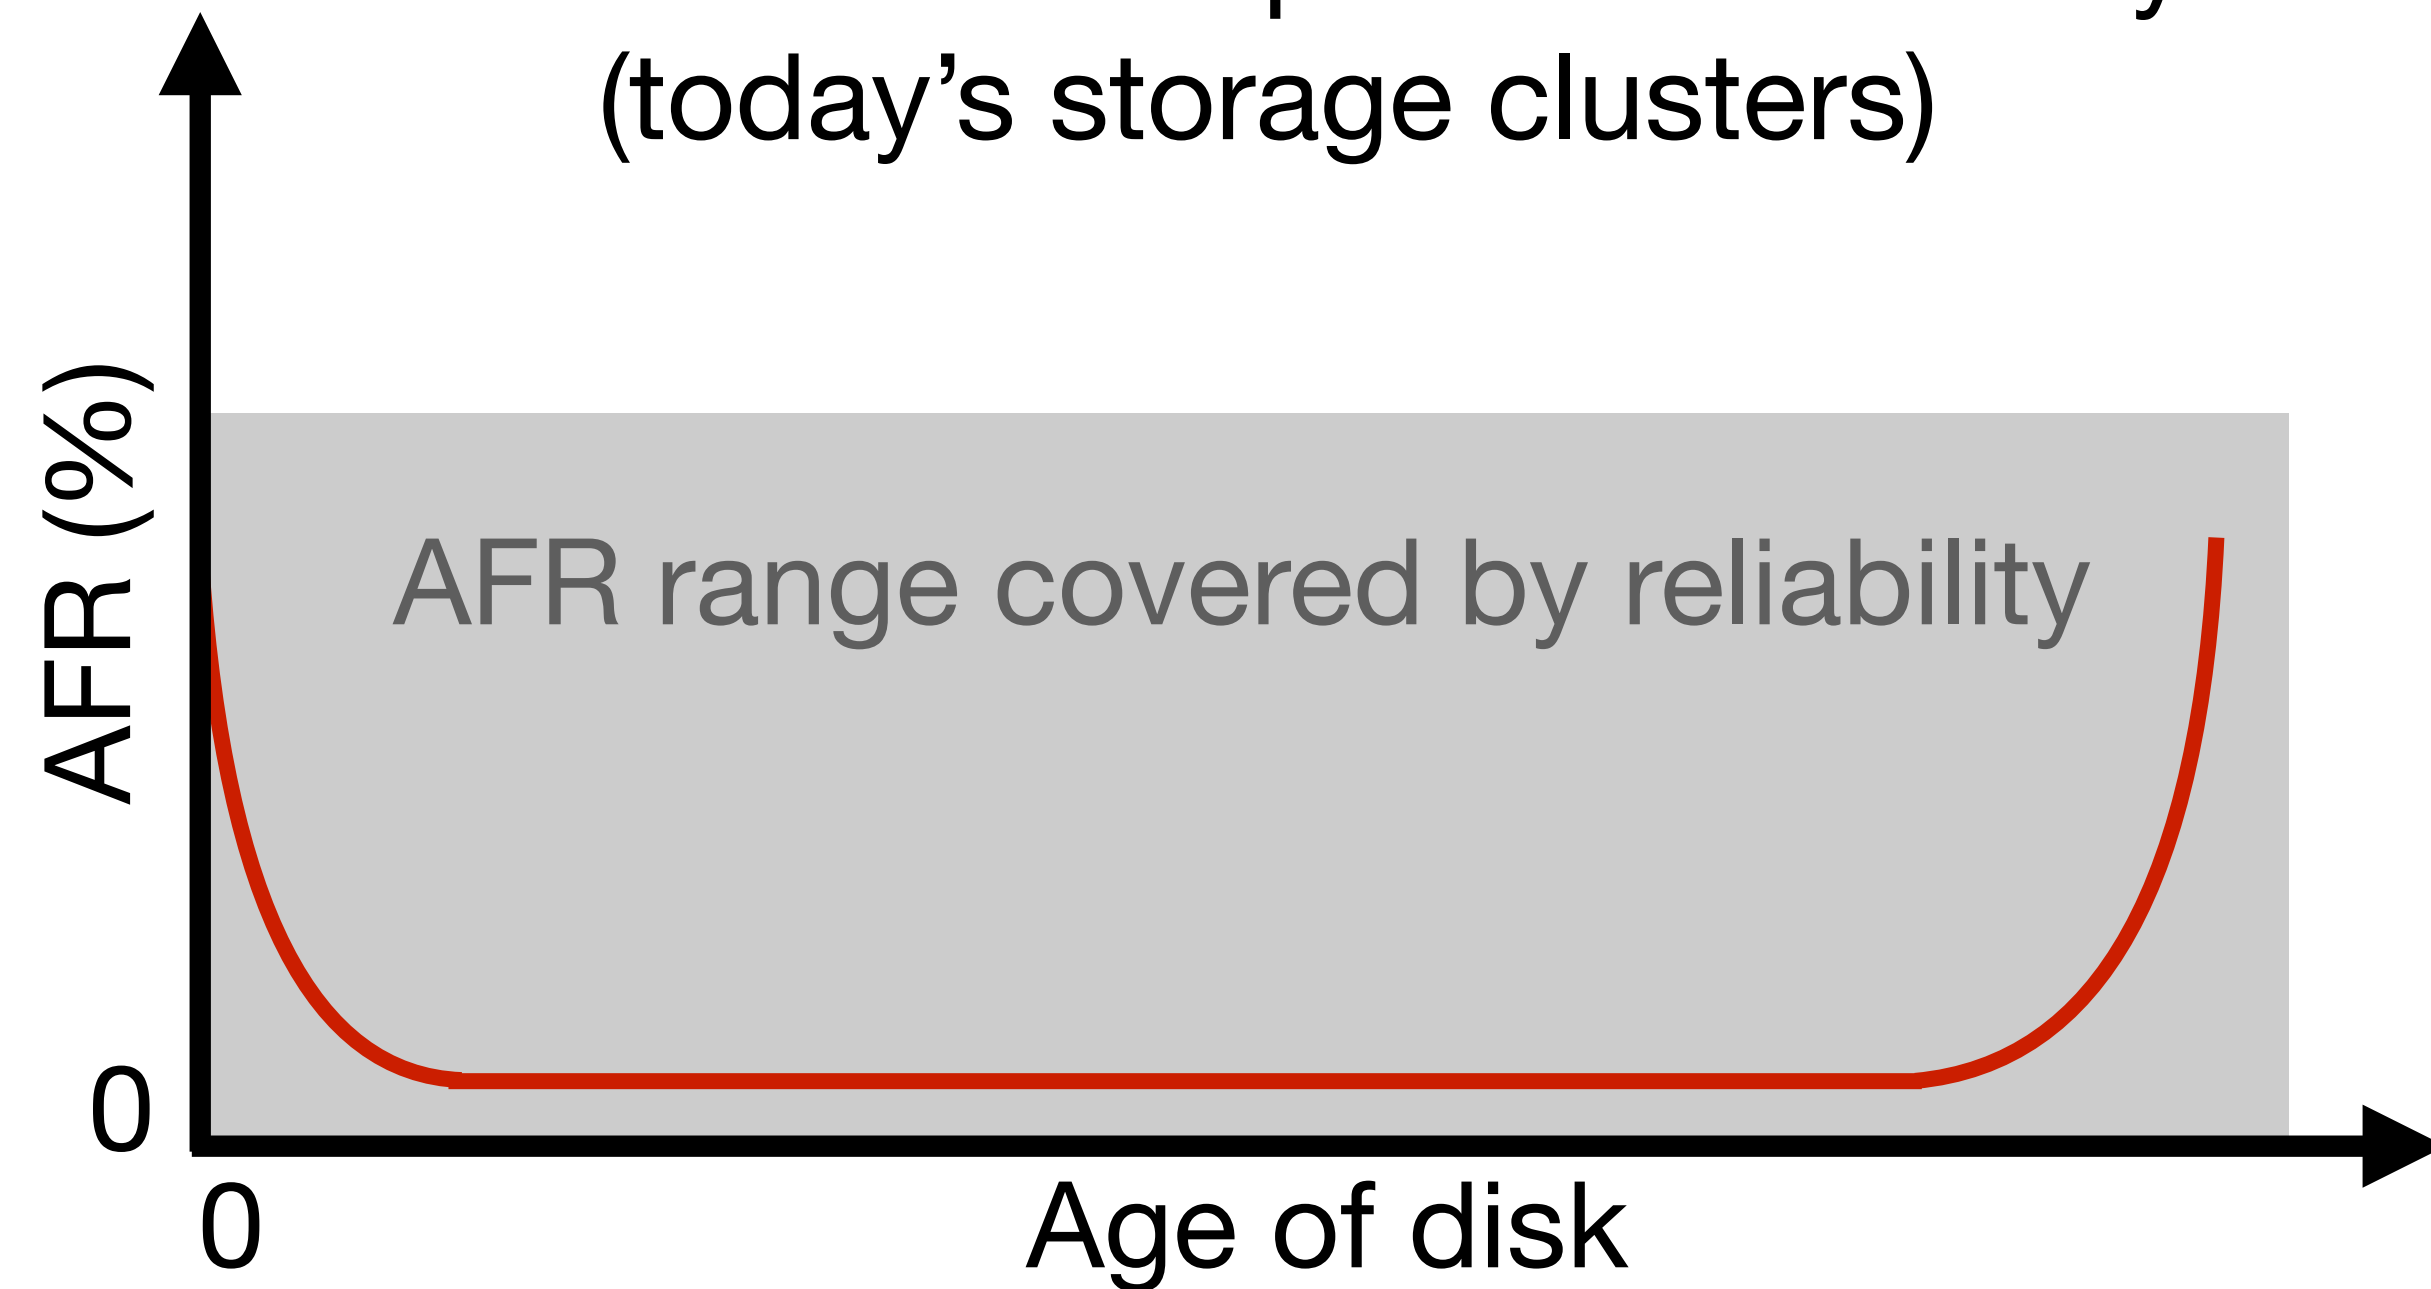 (today’s storage clusters)
AFR (%)
AFR range covered by reliability
0
0
Age of disk